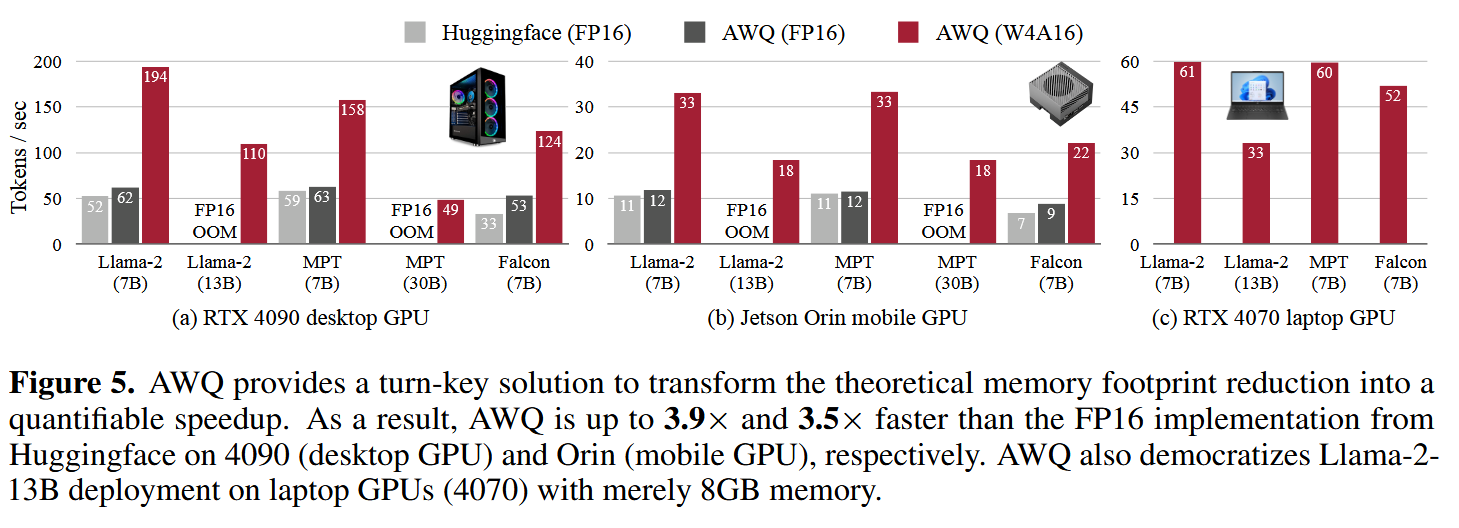 Huggingface (FP16) AWQ (FP16) AWQ (W4A16)
Tokens / sec
200
150
100
50
0
52 62 194
FP16
OOM
110
59 63 158
FP16
OOM
49
33 53 124
Llama-2 Llama-2 MPT MPT Falcon
(7B) (13B) (7B) (30B) (7B)
(a) RTX 4090 desktop GPU
40
30
20
10
0
11 12 33
FP16
OOM
18
11 12 33
FP16
OOM
18
7 9 22
Llama-2 Llama-2 MPT MPT Falcon
(7B) (13B) (7B) (30B) (7B)
(b) Jetson Orin mobile GPU
60
45
30
15
0
61 33 60 52
Llama-2 Llama-2 MPT Falcon
(7B) (13B) (7B) (7B)
(c) RTX 4070 laptop GPU
Figure 5. AWQ provides a turn-key solution to transform the theoretical memory footprint reduction into a
quantifiable speedup. As a result, AWQ is up to 3.9× and 3.5× faster than the FP16 implementation from
Huggingface on 4090 (desktop GPU) and Orin (mobile GPU), respectively. AWQ also democratizes Llama-2-
13B deployment on laptop GPUs (4070) with merely 8GB memory.